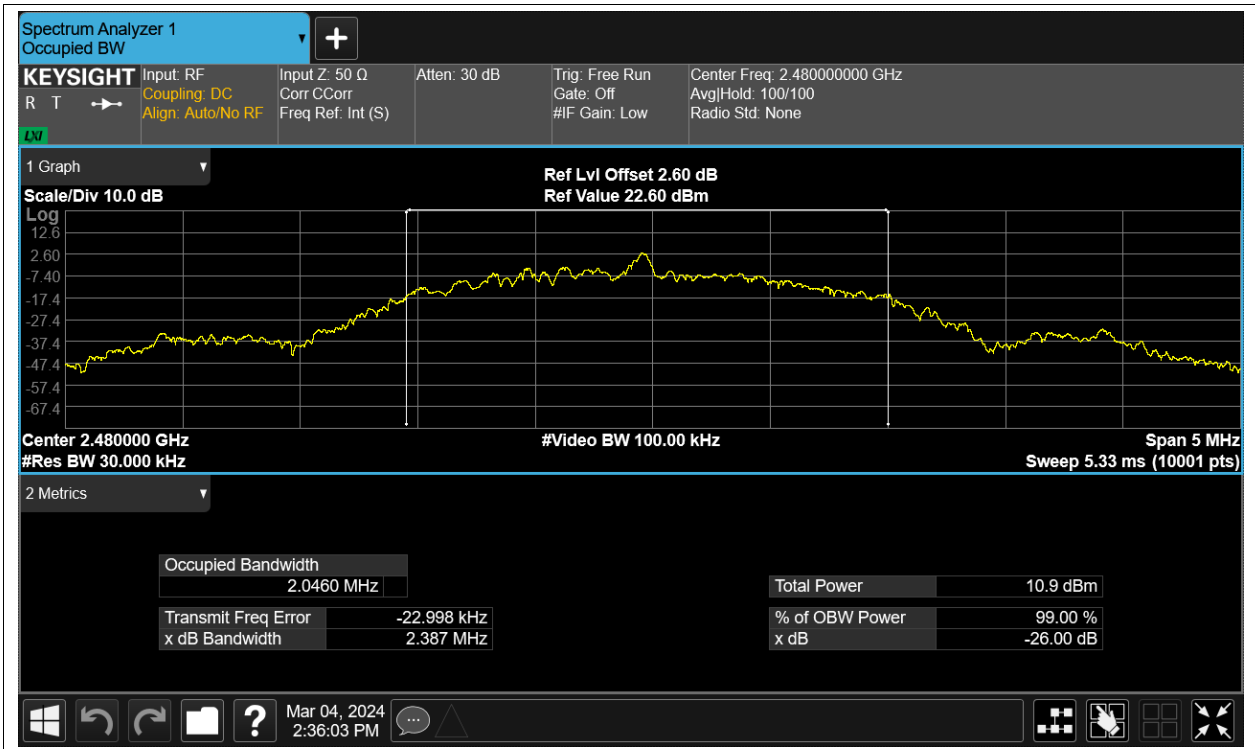 Spectrum Analyzer 1
Occupied BW
KEYSIGHT
R T
LXI
Input: RF
Coupling: DC
Align: Auto/No RF
Input Z: 50 Ω
Corr CCorr
Freq Ref: Int (S)
Atten: 30 dB
Trig: Free Run
Gate: Off
#IF Gain: Low
Center Freq: 2.480000000 GHz
Avg|Hold: 100/100
Radio Std: None
1 Graph
Scale/Div 10.0 dB
Ref Lvl Offset 2.60 dB
Ref Value 22.60 dBm
Log
12.6
2.60
-7.40
-17.4
-27.4
-37.4
-47.4
-57.4
-67.4
Center 2.480000 GHz
#Video BW 100.00 kHz
Span 5 MHz
#Res BW 30.000 kHz
Sweep 5.33 ms (10001 pts)
2 Metrics
Occupied Bandwidth
2.0460 MHz
Total Power 10.9 dBm
Transmit Freq Error -22.998 kHz
% of OBW Power 99.00 %
x dB Bandwidth 2.387 MHz
x dB -26.00 dB
?
Mar 04, 2024
2:36:03 PM